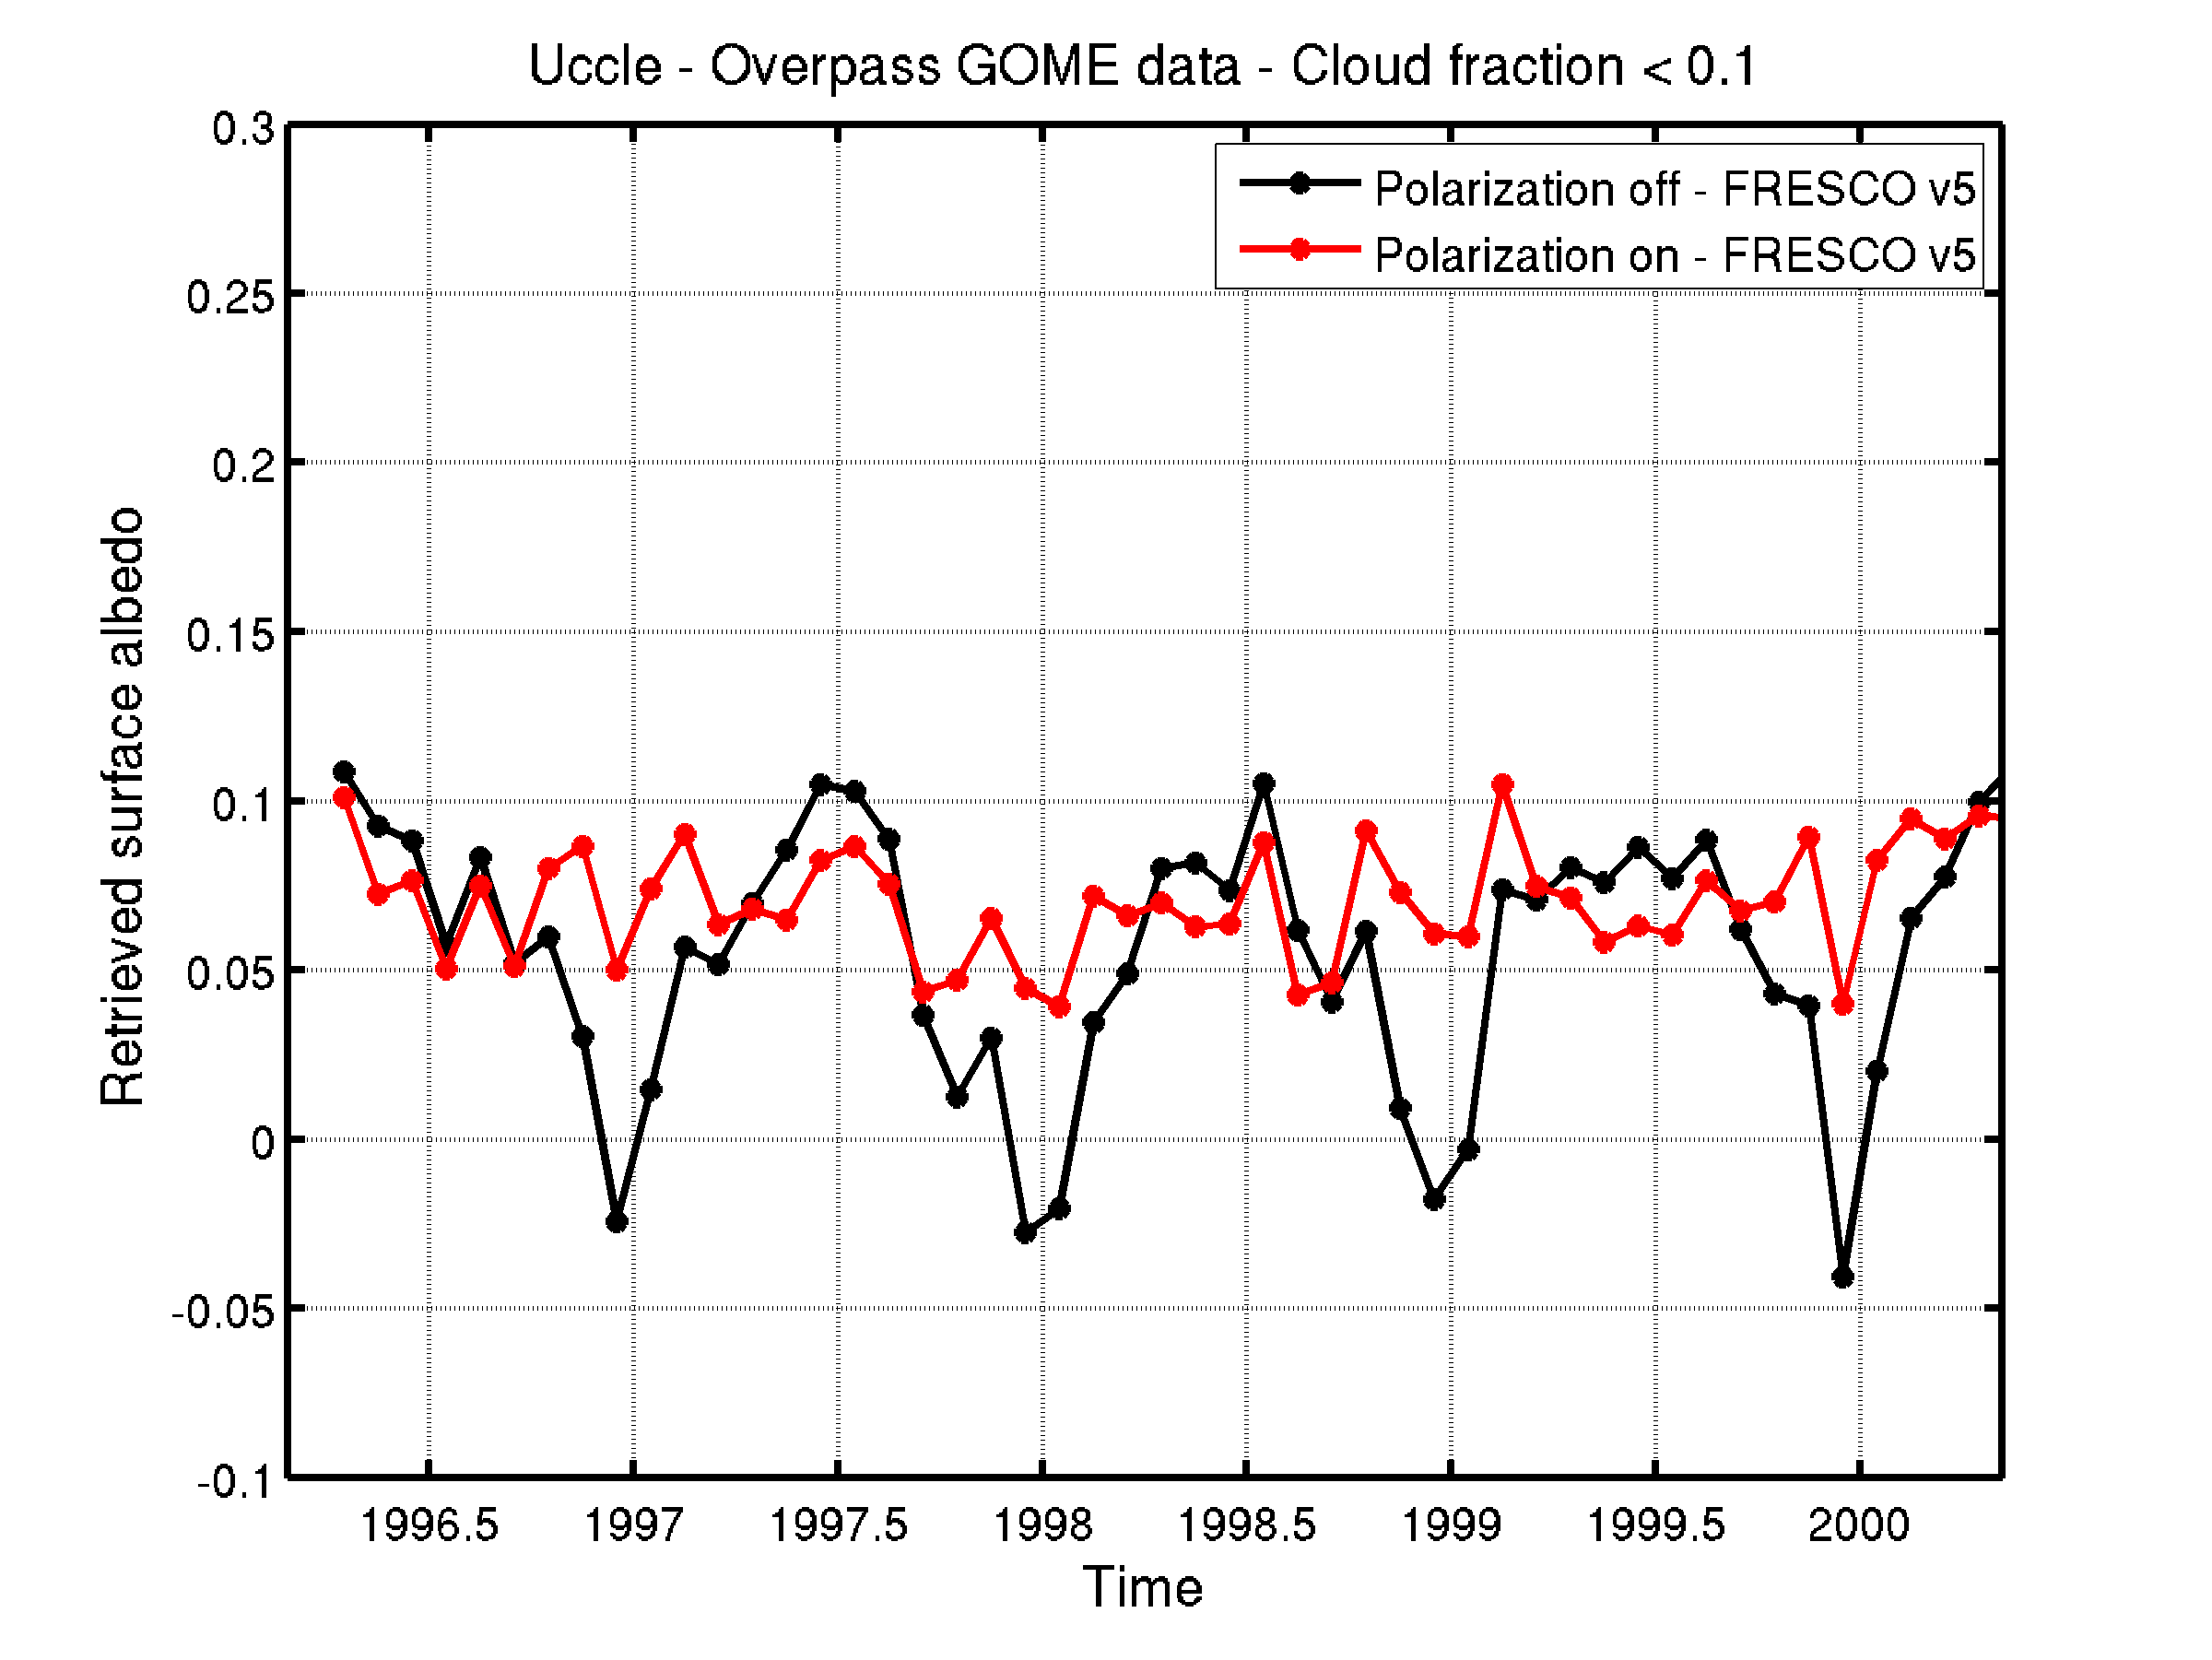 Uccle - Overpass GOME data - Cloud fraction < 0.1
Polarization off - FRESCO v5
Polarization on - FRESCO v5
0.3
0.25
0.2
0.15
0.1
0.05
0
-0.05
-0.1
Retrieved surface albedo
1996.5 1997 1997.5 1998 1998.5 1999 1999.5 2000
Time